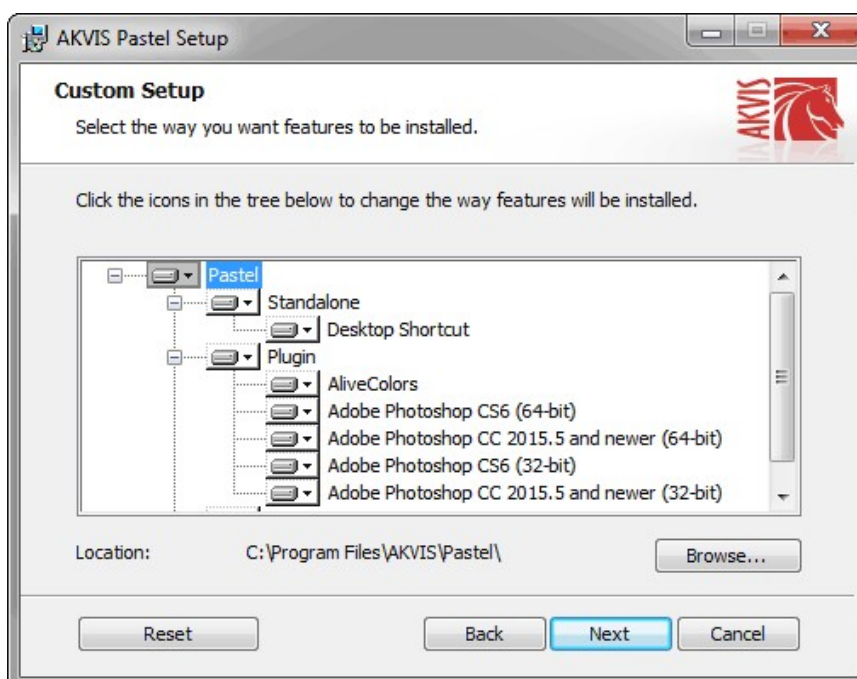 AKVIS Pastel Setup
Custom Setup
Select the way you want features to be installed.
AKVIS
Click the icons in the tree below to change the way features will be installed.
Pastel
Standalone
Desktop Shortcut
Plugin
AliveColors
Adobe Photoshop CS6 (64-bit)
Adobe Photoshop CC 2015.5 and newer (64-bit)
Adobe Photoshop CS6 (32-bit)
Adobe Photoshop CC 2015.5 and newer (32-bit)
Location: C:\Program Files\AKVIS\Pastel\ Browse...
Reset Back Next Cancel